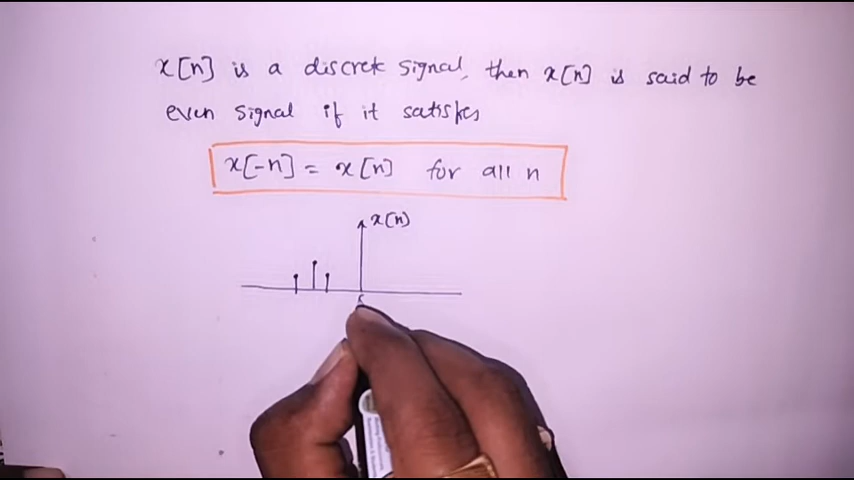 x[n] is a discrete signal, then x[n] is said to be
even signal if it satisfies
x[-n] = x[n] for all n
x[n]